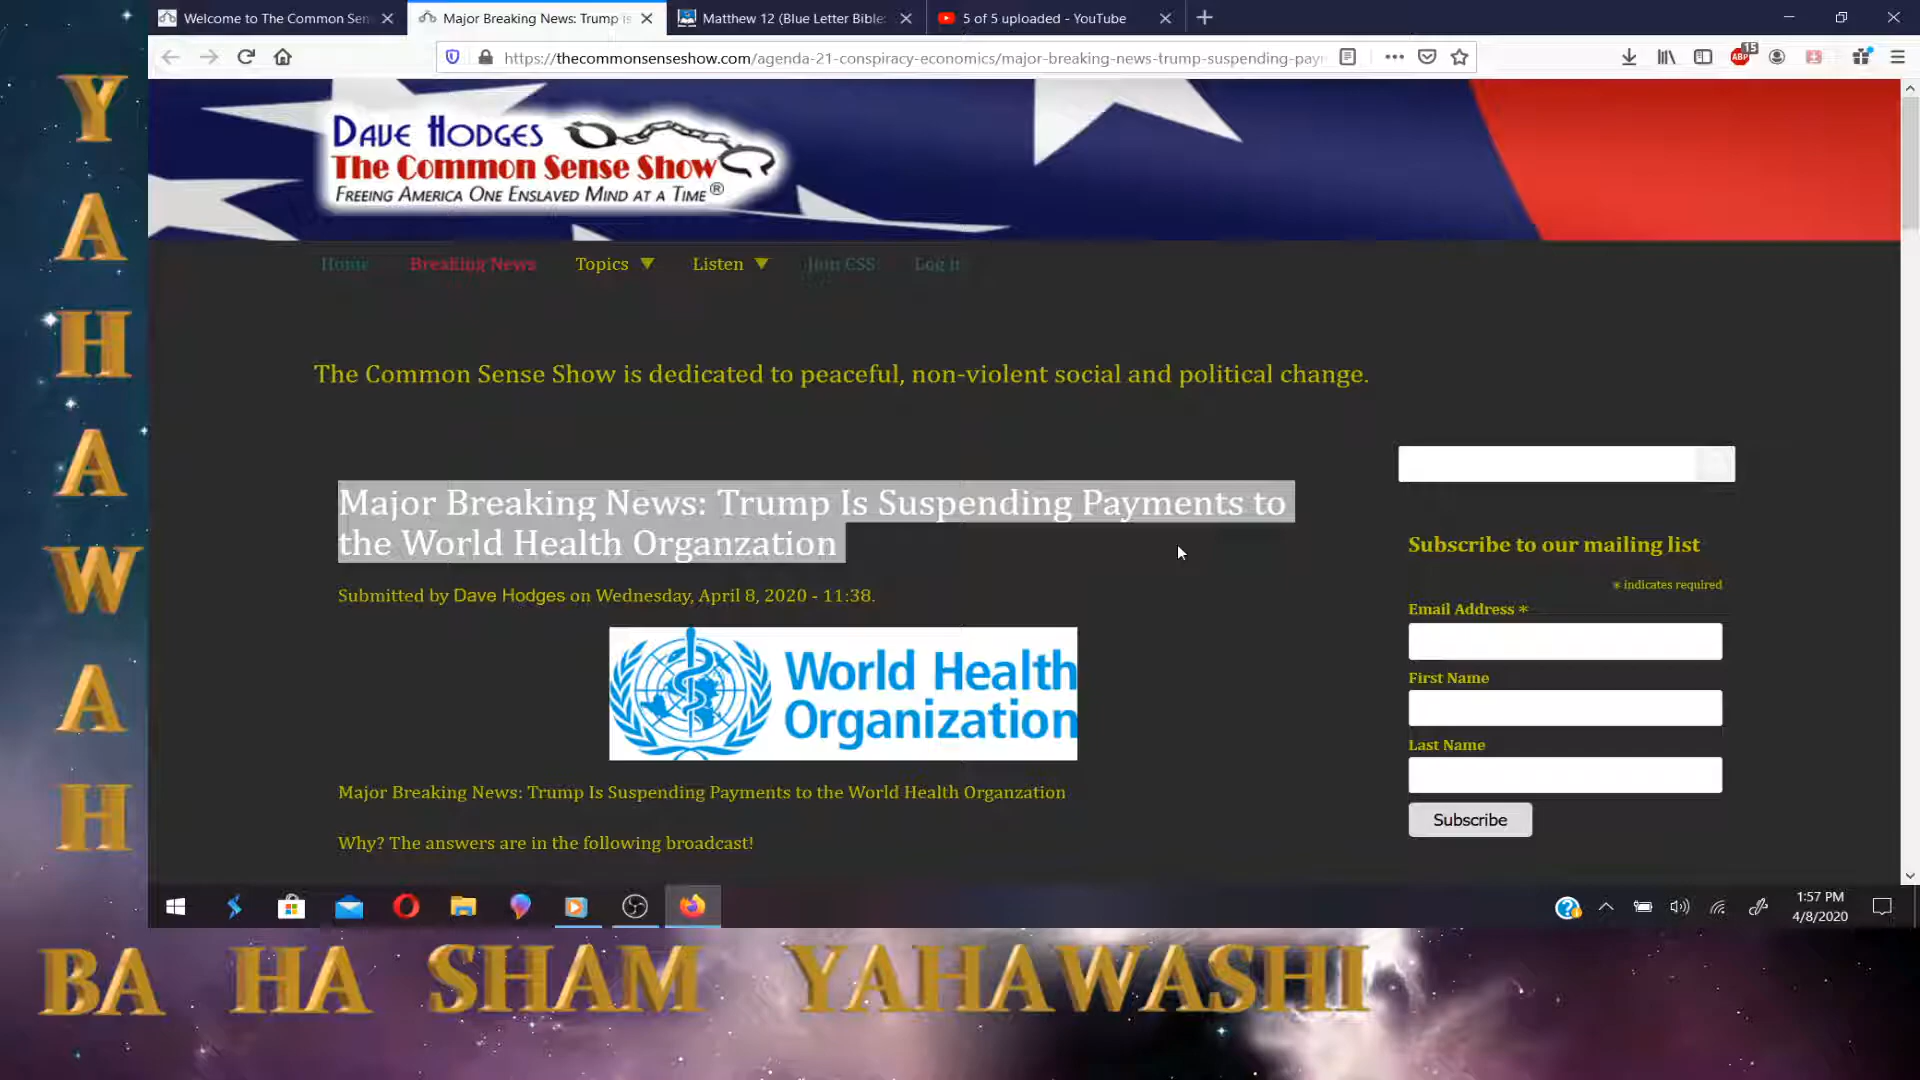 Welcome to The Common Sen
Major Breaking News: Trump is
Matthew 12 (Blue Letter Bible:
5 of 5 uploaded - YouTube
https://thecommonsenseshow.com/agenda-21-conspiracy-economics/major-breaking-news-trump-suspending-payr
ABP
15
DAVE HODGES
THE COMMON SENSE SHOW
FREEING AMERICA ONE ENSLAVED MIND AT A TIME®
Home
Breaking News
Topics ▼
Listen ▼
Join CSS
Log in
The Common Sense Show is dedicated to peaceful, non-violent social and political change.
Major Breaking News: Trump Is Suspending Payments to
the World Health Organzation
Submitted by Dave Hodges on Wednesday, April 8, 2020 - 11:38.
World Health
Organization
Major Breaking News: Trump Is Suspending Payments to the World Health Organzation
Why? The answers are in the following broadcast!
Subscribe to our mailing list
* indicates required
Email Address *
First Name
Last Name
Subscribe
1:57 PM
4/8/2020
YAHAWAH
BA HA SHAM YAHAWASHI